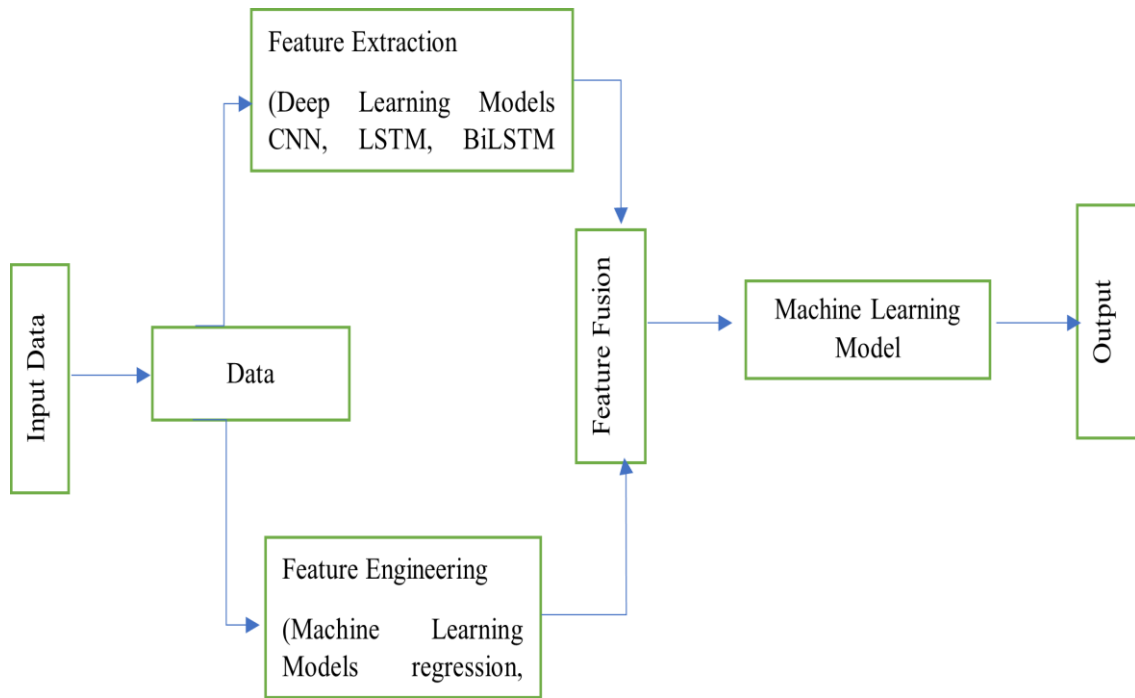 Feature Extraction
(Deep Learning Models
CNN, LSTM, BiLSTM
Input Data
Data
Feature Fusion
Machine Learning
Model
Output
Feature Engineering
(Machine Learning
Models regression,